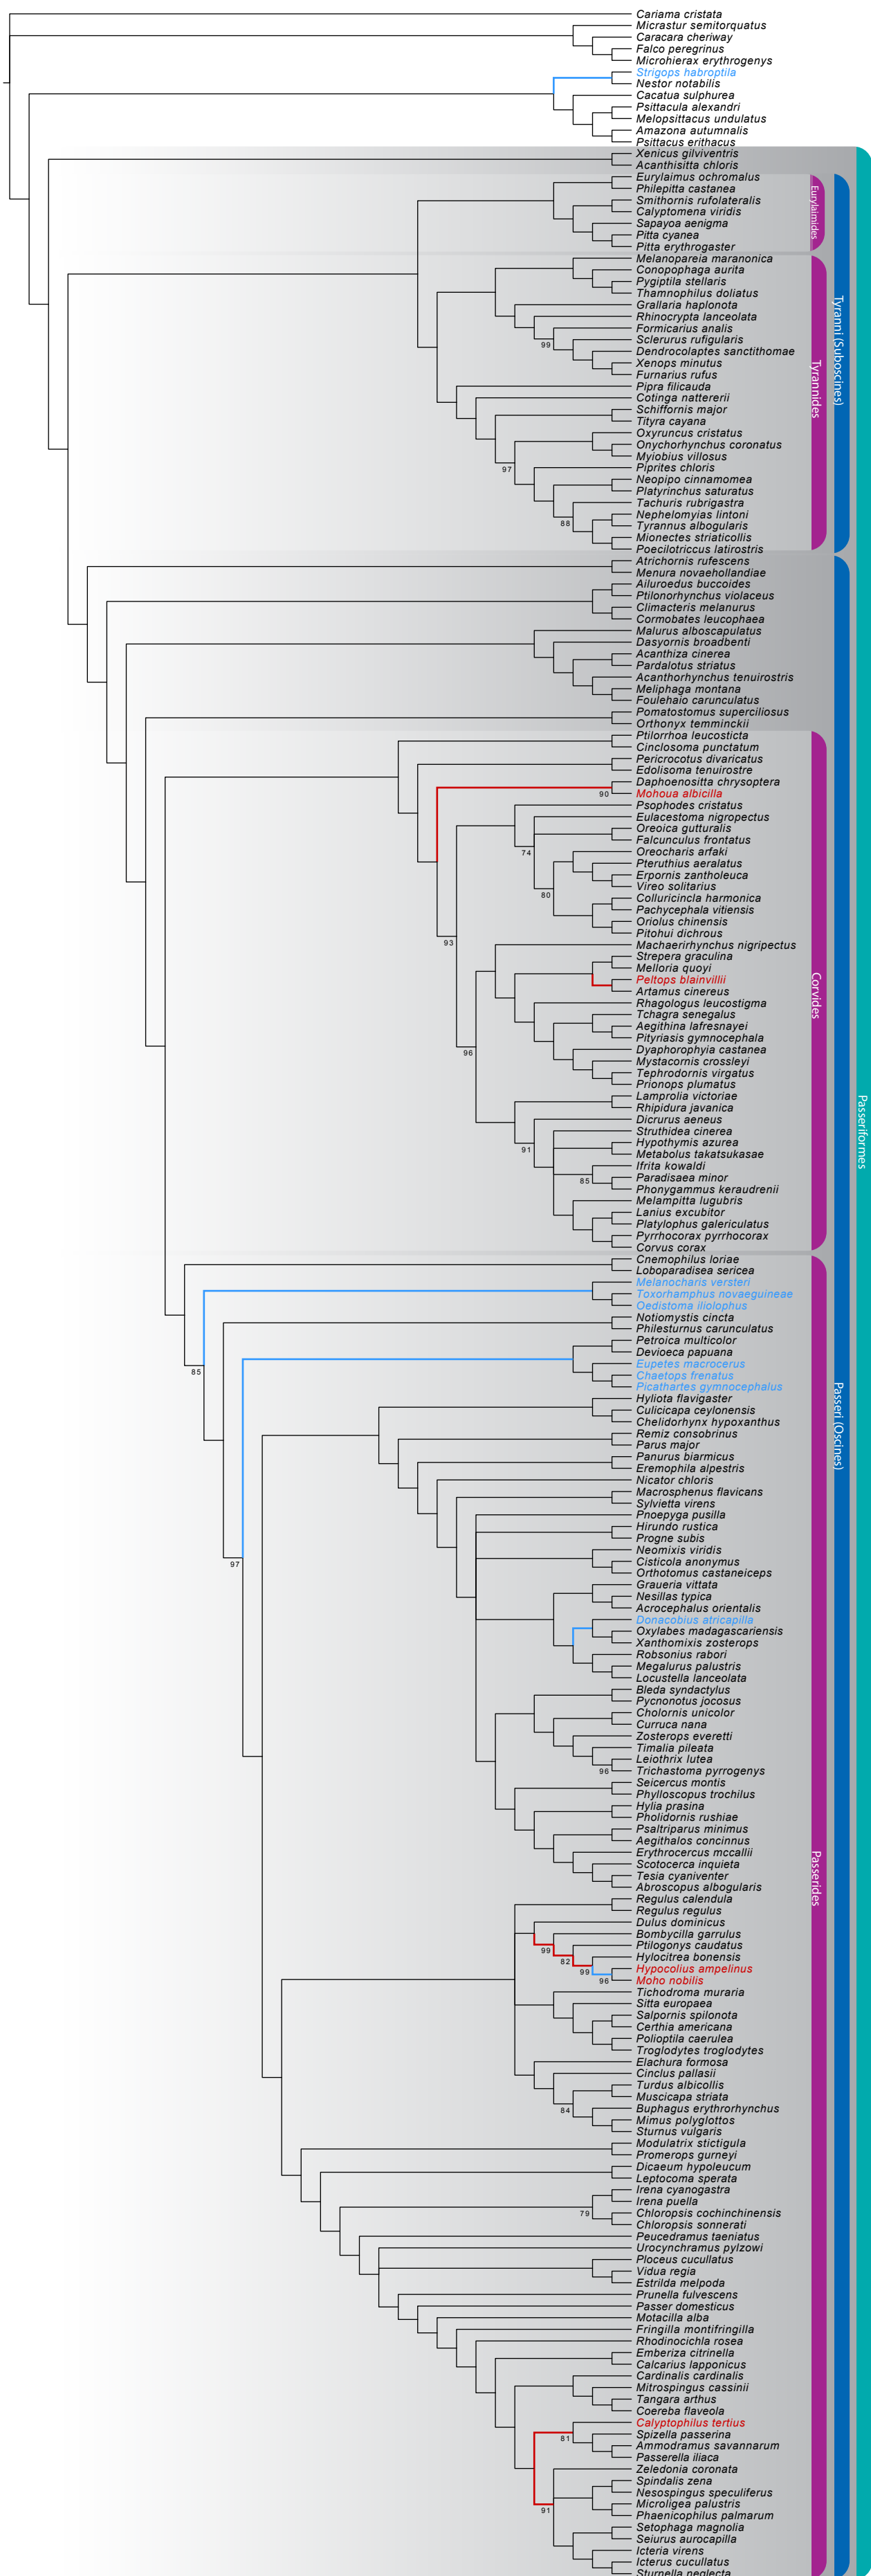 Cariama cristata
Micrastur semitorquatus
Caracara cheriway
Falco peregrinus
Microhierax erythrogenys
Strigops habroptila
Nestor notabilis
Cacatua sulphurea
Psittacula alexandri
Melopsittacus undulatus
Amazona autumnalis
Psittacus erithacus
Xenicus gilviventris
Acanthisitta chloris
Eurylaimus ochromalus
Philepitta castanea
Smithornis rufolateralis
Calyptomena viridis
Sapayoa aenigma
Pitta cyanea
Pitta erythrogaster
Eurylaimides
Melanopareia maranonica
Conopophaga aurita
Pygiptila stellaris
Thamnophilus doliatus
Grallaria haplonota
Rhinocrypta lanceolata
Formicarius analis
99
Sclerurus rufigularis
Dendrocolaptes sanctithomae
Xenops minutus
Furnarius rufus
Pipra filicauda
Cotinga nattererii
Schiffornis major
Tityra cayana
Oxyruncus cristatus
Onychorhynchus coronatus
Myiobius villosus
97
Piprites chloris
Neopipo cinnamomea
Platyrinchus saturatus
Tachuris rubrigastra
88
Nephelomyias lintoni
Tyrannus albogularis
Mionectes striaticollis
Poecilotriccus latirostris
Tyrannides
Tyranni (Suboscines)
Atrichornis rufescens
Menura novaehollandiae
Ailuroedus buccoides
Ptilonorhynchus violaceus
Climacteris melanurus
Cormobates leucophaea
Malurus alboscapulatus
Dasyornis broadbenti
Acanthiza cinerea
Pardalotus striatus
Acanthorhynchus tenuirostris
Meliphaga montana
Foulehaio carunculatus
Pomatostomus superciliosus
Orthonyx temminckii
Ptilorrhoa leucosticta
Cinclosoma punctatum
Pericrocotus divaricatus
Edolisoma tenuirostre
Daphoenositta chrysoptera
90
Mohoua albicilla
Psophodes cristatus
Eulacestoma nigropectus
Oreoica gutturalis
Falcunculus frontatus
74
Oreocharis arfaki
Pteruthius aeralatus
Erpornis zantholeuca
Vireo solitarius
80
Colluricincla harmonica
Pachycephala vitiensis
Oriolus chinensis
Pitohui dichrous
93
Machaerirhynchus nigripectus
Strepera graculina
Melloria quoyi
Peltops blainvillii
Artamus cinereus
Rhagologus leucostigma
Tchagra senegalus
Aegithina lafresnayei
Pityriasis gymnocephala
Dyaphorophyia castanea
96
Mystacornis crossleyi
Tephrodornis virgatus
Prionops plumatus
Lamprolia victoriae
Rhipidura javanica
Dicrurus aeneus
Struthidea cinerea
Hypothymis azurea
91
Metabolus takatsukasae
Ifrita kowaldi
85
Paradisaea minor
Phonygammus keraudrenii
Melampitta lugubris
Lanius excubitor
Platylophus galericulatus
Pyrrhocorax pyrrhocorax
Corvus corax
Corvides
Passeriformes
Cnemophilus loriae
Loboparadisea sericea
Melanocharis versteri
Toxorhamphus novaeguineae
Oedistoma iliolophus
Notiomystis cincta
Philesturnus carunculatus
Petroica multicolor
Devioeca papuana
Eupetes macrocerus
85
Chaetops frenatus
Picathartes gymnocephalus
Passeri (Oscines)
Hyliota flavigaster
Culicicapa ceylonensis
Chelidorhynx hypoxanthus
Remiz consobrinus
Parus major
Panurus biarmicus
Eremophila alpestris
Nicator chloris
Macrosphenus flavicans
Sylvietta virens
Pnoepyga pusilla
Hirundo rustica
Progne subis
Neomixis viridis
97
Cisticola anonymus
Orthotomus castaneiceps
Graueria vittata
Nesillas typica
Acrocephalus orientalis
Donacobius atricapilla
Oxylabes madagascariensis
Xanthomixis zosterops
Robsonius rabori
Megalurus palustris
Locustella lanceolata
Bleda syndactylus
Pycnonotus jocosus
Cholornis unicolor
Curruca nana
Zosterops everetti
Timalia pileata
Leiothrix lutea
96
Trichastoma pyrrogenys
Seicercus montis
Phylloscopus trochilus
Hylia prasina
Pholidornis rushiae
Psaltriparus minimus
Aegithalos concinnus
Erythrocercus mccallii
Scotocerca inquieta
Tesia cyaniventer
Abroscopus albogularis
Passerides
Regulus calendula
Regulus regulus
Dulus dominicus
Bombycilla garrulus
99
Ptilogonys caudatus
82
Hylocitrea bonensis
99
Hypocolius ampelinus
96
Moho nobilis
Tichodroma muraria
Sitta europaea
Salpornis spilonota
Certhia americana
Polioptila caerulea
Troglodytes troglodytes
Elachura formosa
Cinclus pallasii
Turdus albicollis
Muscicapa striata
84
Buphagus erythrorhynchus
Mimus polyglottos
Sturnus vulgaris
Modulatrix stictigula
Promerops gurneyi
Dicaeum hypoleucum
Leptocoma sperata
Irena cyanogastra
Irena puella
79
Chloropsis cochinchinensis
Chloropsis sonnerati
Peucedramus taeniatus
Urocynchramus pylzowi
Ploceus cucullatus
Vidua regia
Estrilda melpoda
Prunella fulvescens
Passer domesticus
Motacilla alba
Fringilla montifringilla
Rhodinocichla rosea
Emberiza citrinella
Calcarius lapponicus
Cardinalis cardinalis
Mitrospingus cassinii
Tangara arthus
Coereba flaveola
Calyptophilus tertius
81
Spizella passerina
Ammodramus savannarum
Passerella iliaca
Zeledonia coronata
Spindalis zena
Nesospingus speculiferus
Microligea palustris
91
Phaenicophilus palmarum
Setophaga magnolia
Seiurus aurocapilla
Icteria virens
Icterus cucullatus
Sturnella neglecta